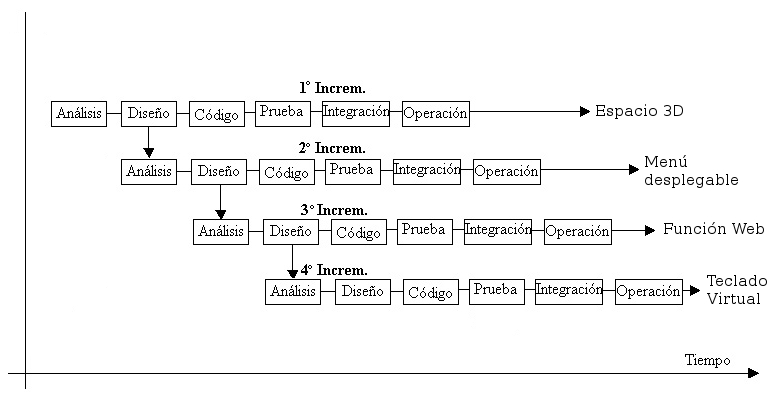 1° Increm.
Análisis Diseño Código Prueba Integración Operación Espacio 3D
2° Increm.
Análisis Diseño Código Prueba Integración Operación Menú
desplegable
3° Increm.
Análisis Diseño Código Prueba Integración Operación Función Web
4° Increm.
Análisis Diseño Código Prueba Integración Operación Teclado
Virtual
Tiempo